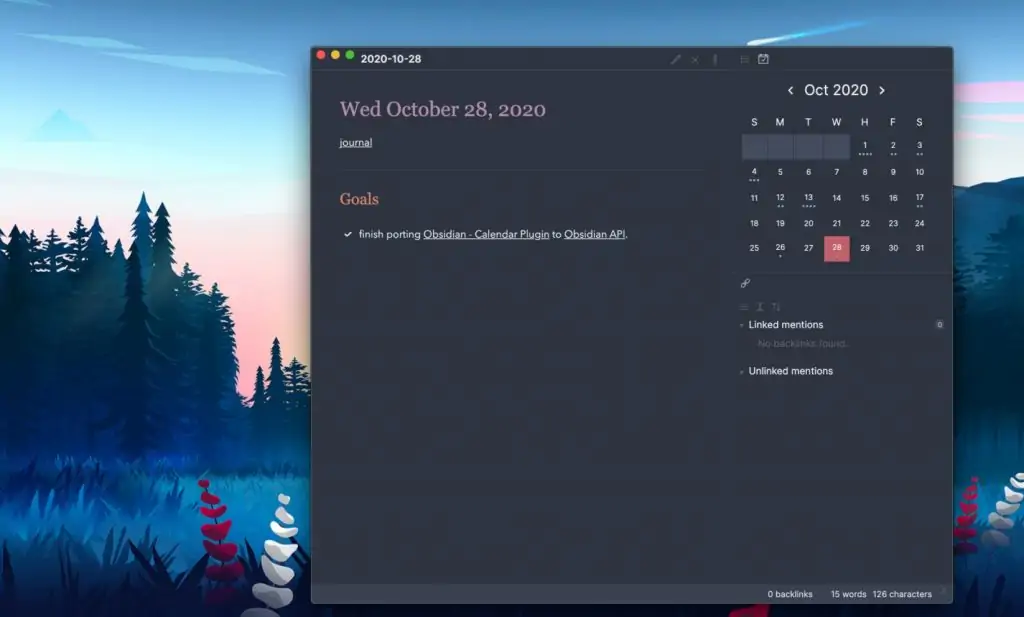 2020-10-28
Wed October 28, 2020
journal
Goals
finish porting Obsidian - Calendar Plugin to Obsidian API.
Oct 2020
S M T W H F S
1 2 3
4 5 6 7 8 9 10
11 12 13 14 15 16 17
18 19 20 21 22 23 24
25 26 27 28 29 30 31
Linked mentions 0
No backlinks found.
Unlinked mentions
0 backlinks 15 words 126 characters